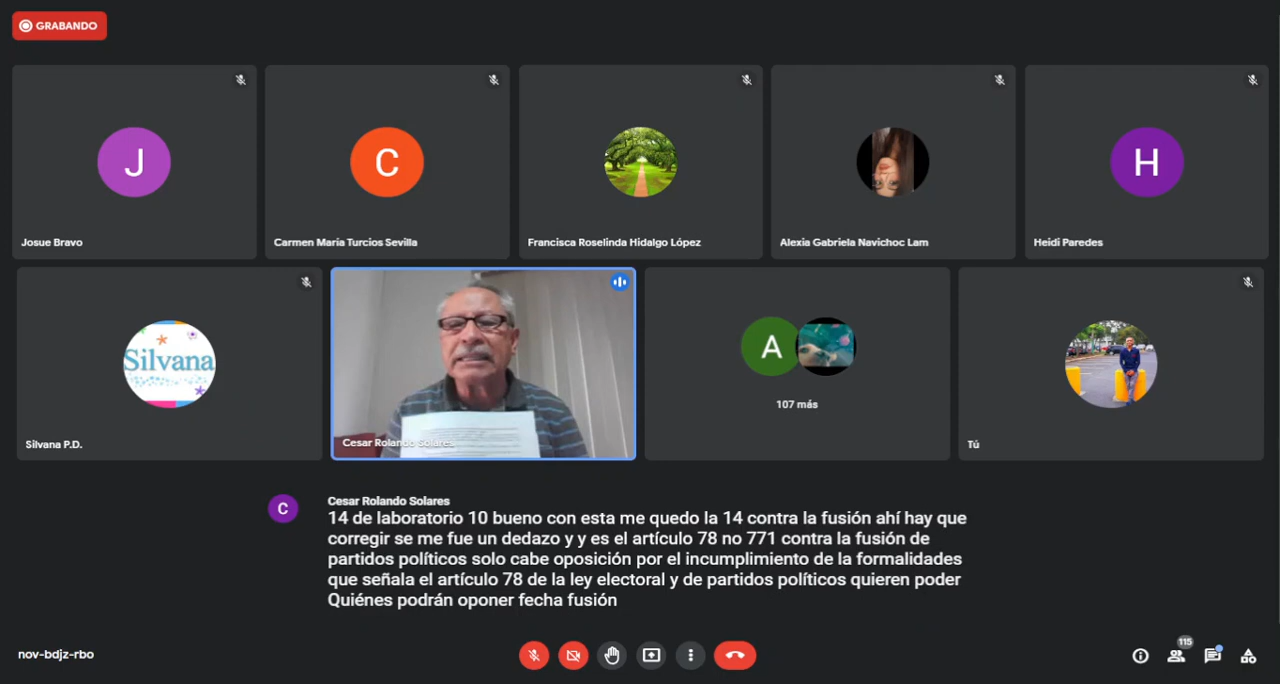 GRABANDO
J
C
H
Josue Bravo
Carmen María Turcios Sevilla
Francisca Roselinda Hidalgo López
Alexia Gabriela Navichoc Lam
Heidi Paredes
Silvana
A
107 más
Silvana P.D.
Cesar Rolando Solares
Tú
C
Cesar Rolando Solares
14 de laboratorio 10 bueno con esta me quedo la 14 contra la fusión ahí hay que
corregir se me fue un dedazo y y es el artículo 78 no 771 contra la fusión de
partidos políticos solo cabe oposición por el incumplimiento de la formalidades
que señala el artículo 78 de la ley electoral y de partidos políticos quieren poder
Quiénes podrán oponer fecha fusión
nov-bdjz-rbo
115